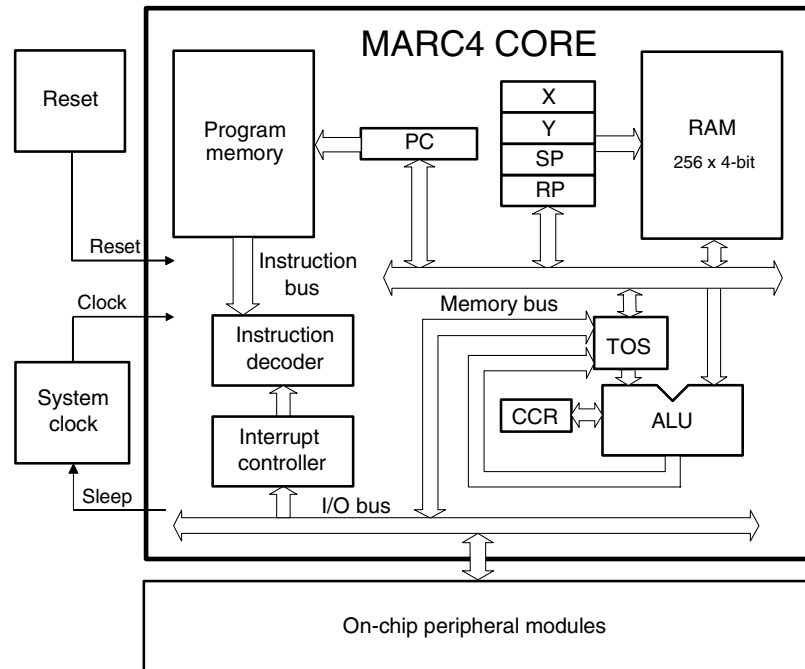 MARC4 CORE
Reset
Program
memory
PC
X
Y
SP
RP
RAM
256 x 4-bit
Reset
Instruction
bus
Clock
Memory bus
Instruction
decoder
TOS
System
clock
CCR
ALU
Interrupt
controller
Sleep
I/O bus
On-chip peripheral modules